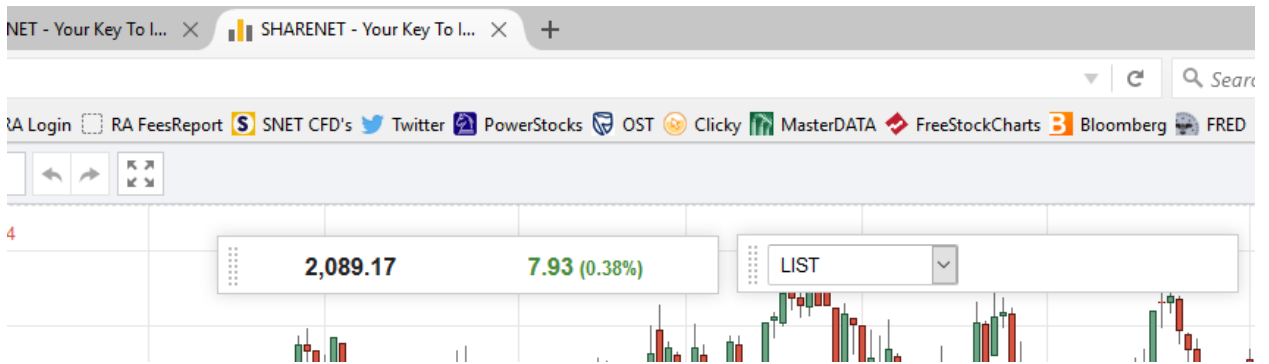 NET - Your Key To I... SHARENET - Your Key To I...
Sear
RA Login RA FeesReport S SNET CFD's Twitter PowerStocks OST Clicky MasterDATA FreeStockCharts B Bloomberg FRED
4
2,089.17 7.93 (0.38%) LIST